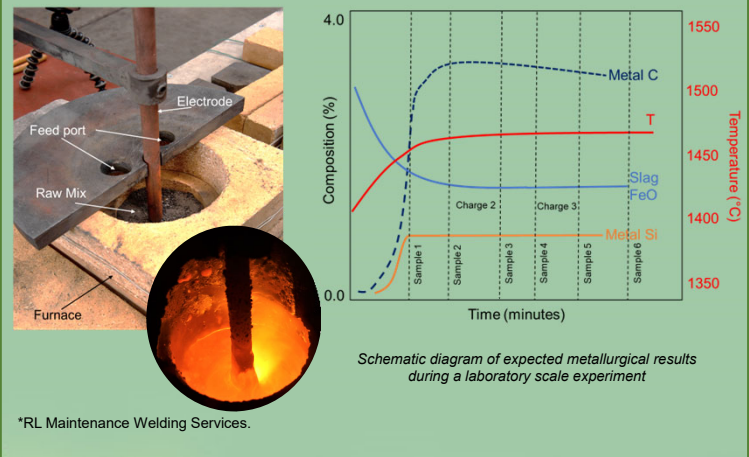 Electrode
Feed port
Raw Mix
Furnace
4.0
Composition (%)
0.0
Metal C
T
Slag
FeO
Metal Si
Charge 2
Charge 3
Sample 1
Sample 2
Sample 3
Sample 4
Sample 5
Sample 6
1550
1500
1450
1400
1350
Temperature (°C)
Time (minutes)
Schematic diagram of expected metallurgical results
during a laboratory scale experiment
*RL Maintenance Welding Services.